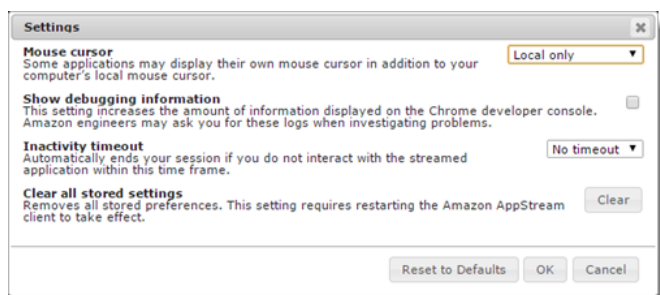 Settings
Mouse cursor
Some applications may display their own mouse cursor in addition to your
computer's local mouse cursor.
Local only
Show debugging information
This setting increases the amount of information displayed on the Chrome developer console.
Amazon engineers may ask you for these logs when investigating problems.
Inactivity timeout
Automatically ends your session if you do not interact with the streamed
application within this time frame.
No timeout
Clear all stored settings
Removes all stored preferences. This setting requires restarting the Amazon AppStream
client to take effect.
Clear
Reset to Defaults OK Cancel